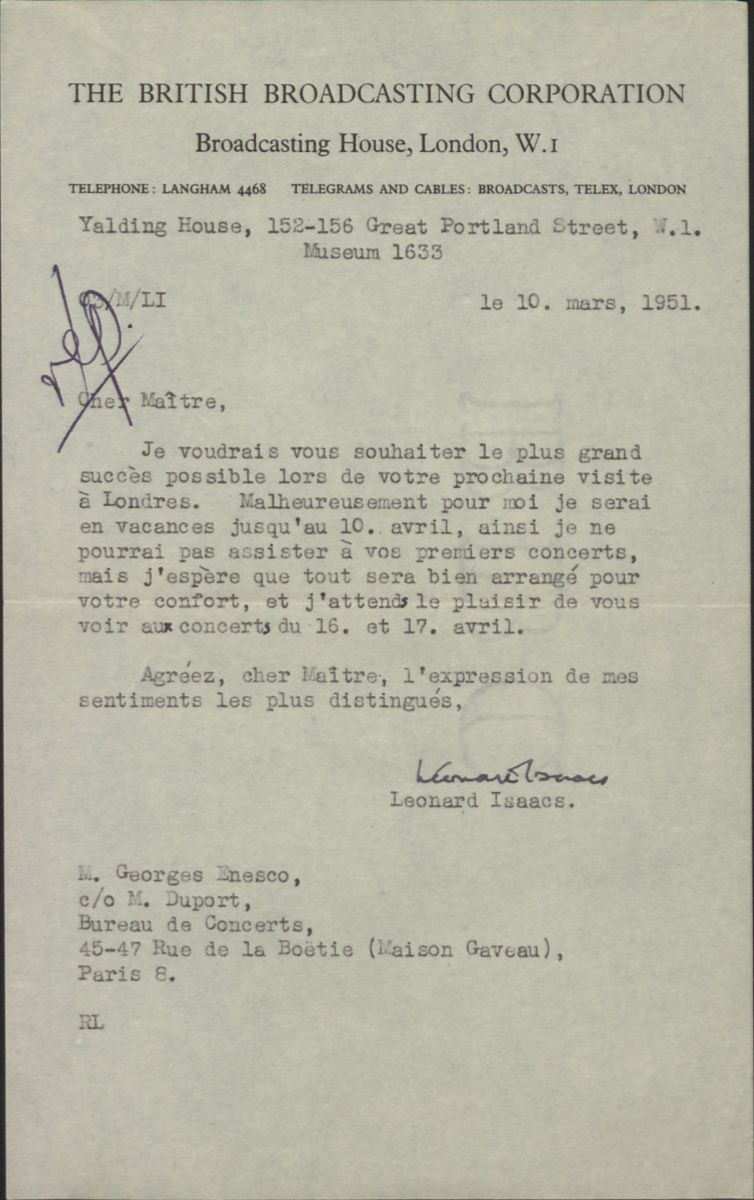 THE BRITISH BROADCASTING CORPORATION
Broadcasting House, London, W.1
TELEPHONE: LANGHAM 4468 TELEGRAMS AND CABLES: BROADCASTS, TELEX, LONDON
Yalding House, 152-156 Great Portland Street, W.1.
Museum 1633
/M/LI le 10. mars, 1951.
rép.
Cher Maître,
Je voudrais vous souhaiter le plus grand
succès possible lors de votre prochaine visite
à Londres. Malheureusement pour moi je serai
en vacances jusqu'au 10. avril, ainsi je ne
pourrai pas assister à vos premiers concerts,
mais j'espère que tout sera bien arrangé pour
votre confort, et j'attends le plaisir de vous
voir aux concerts du 16. et 17. avril.
Agréez, cher Maître, l'expression de mes
sentiments les plus distingués,
Léonard Isaacs
Leonard Isaacs.
M. Georges Enesco,
c/o M. Duport,
Bureau de Concerts,
45-47 Rue de la Boëtie (Maison Gaveau),
Paris 8.
RL